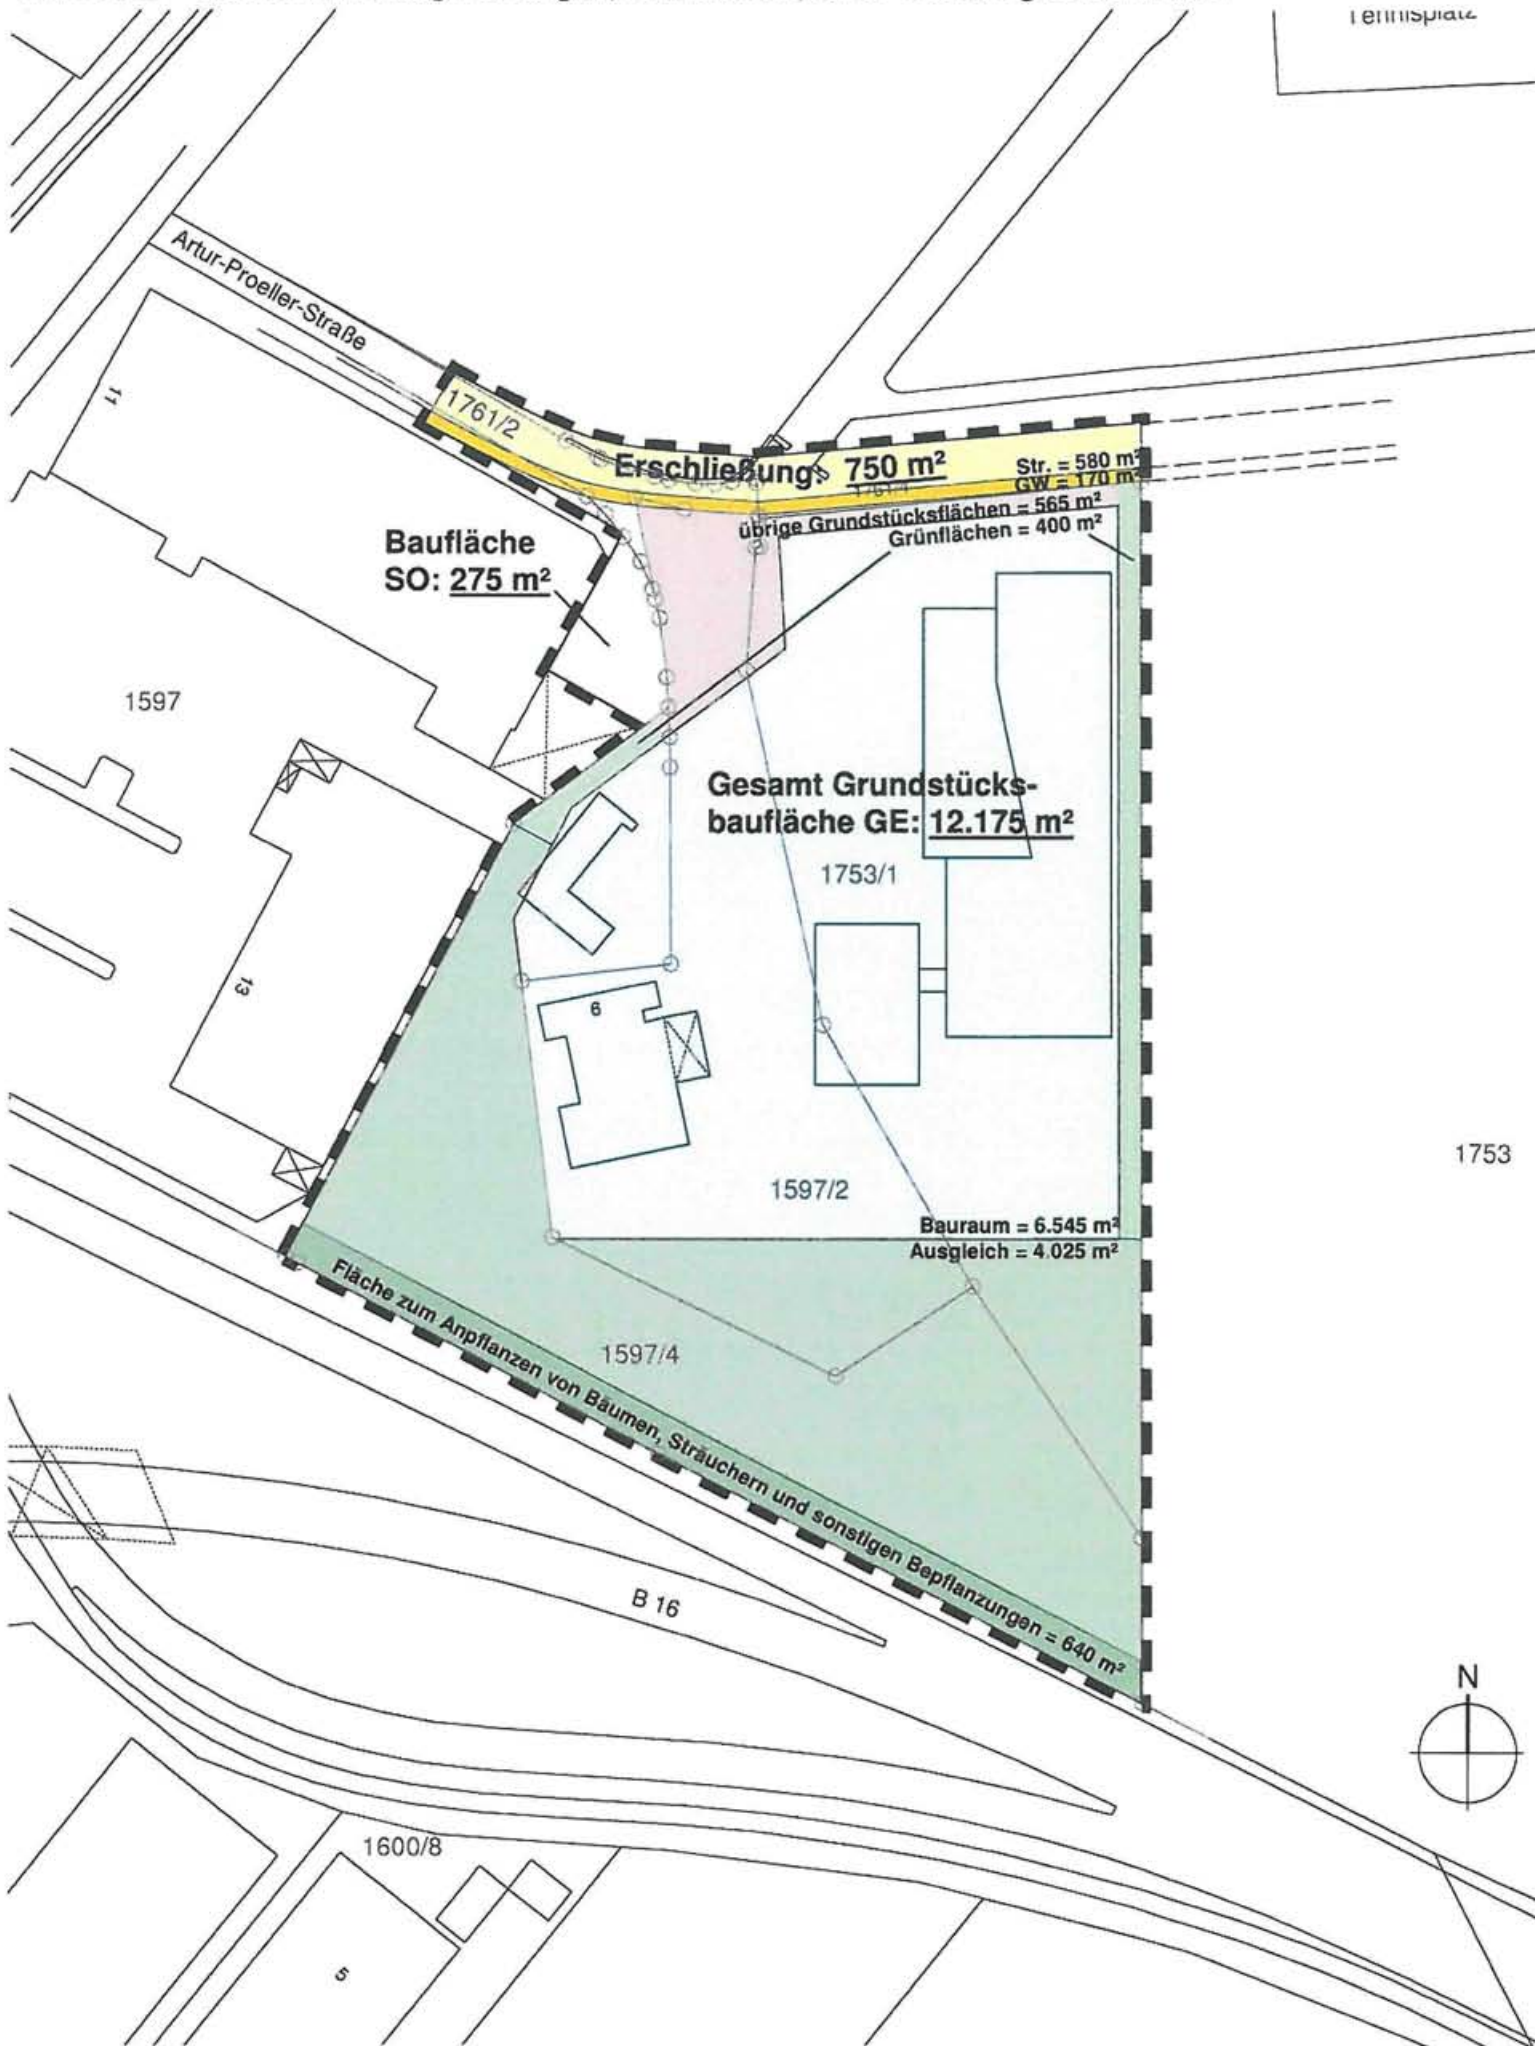 Tennisplatz
Artur-Proeller-Straße
11
1761/2
Erschließung: 750 m²
Str. = 580 m²
GW = 170 m²
übrige Grundstücksflächen = 565 m²
Grünflächen = 400 m²
Baufläche
SO: 275 m²
1597
Gesamt Grundstücks-
baufläche GE: 12.175 m²
1753/1
13
6
1753
1597/2
Bauraum = 6.545 m²
Ausgleich = 4.025 m²
Fläche zum Anpflanzen von Bäumen, Sträuchern und sonstigen Bepflanzungen = 640 m²
1597/4
B 16
N
1600/8
5